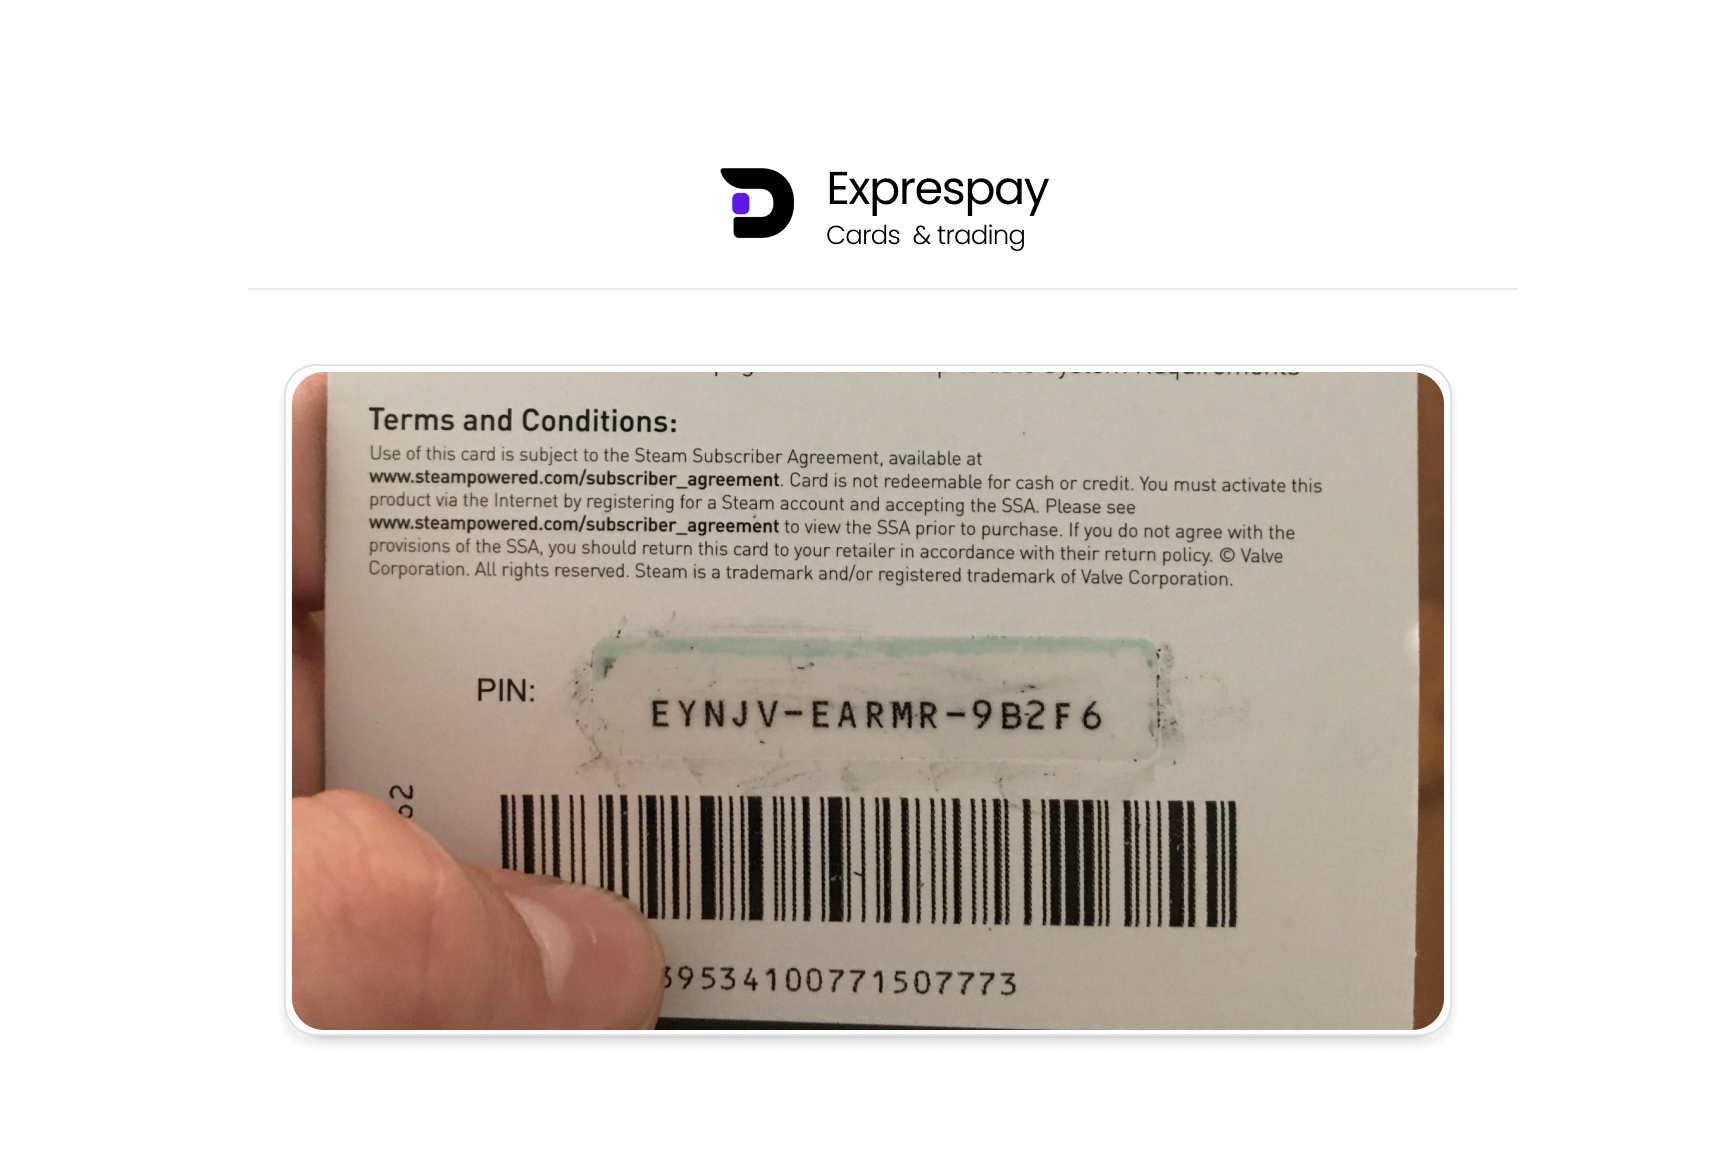 Exprespay
Cards & trading
Terms and Conditions:
Use of this card is subject to the Steam Subscriber Agreement, available at
www.steampowered.com/subscriber_agreement. Card is not redeemable for cash or credit. You must activate this
product via the Internet by registering for a Steam account and accepting the SSA. Please see
www.steampowered.com/subscriber_agreement to view the SSA prior to purchase. If you do not agree with the
provisions of the SSA, you should return this card to your retailer in accordance with their return policy. © Valve
Corporation. All rights reserved. Steam is a trademark and/or registered trademark of Valve Corporation.
PIN:
EYNJV-EARMR-9B2F6
39534100771507773